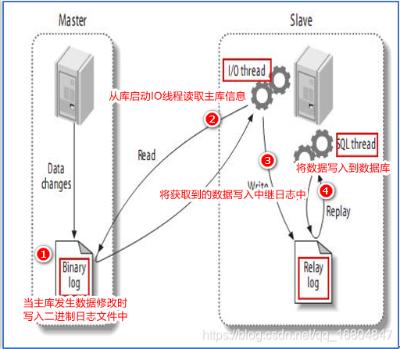 Master
Slave
I/O thread
从库启动IO线程读取主库信息
2
SQL thread
Read
3
将数据写入到数据库
Data
changes
将获取到的数据写入中继日志中
Write
4
Replay
1
Binary
log
Relay
log
当主库发生数据修改时
写入二进制日志文件中
https://blog.csdn.net/qq_18804847